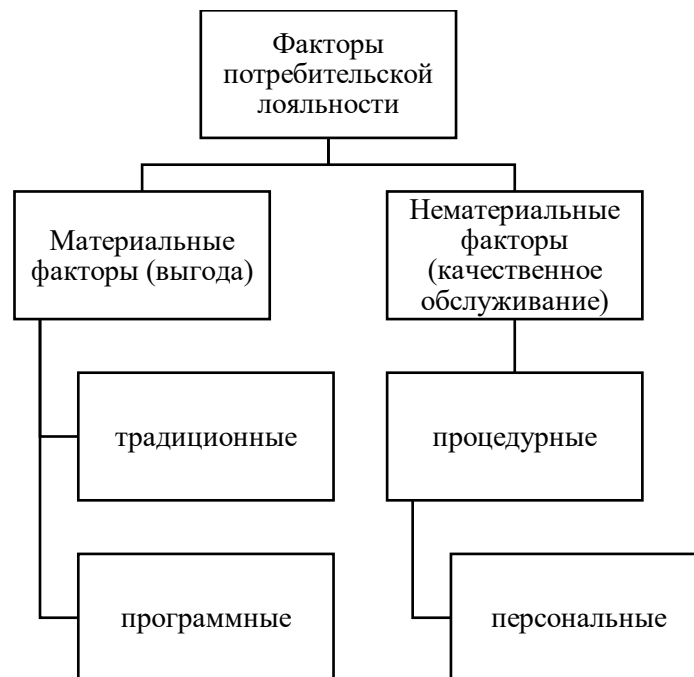 Факторы
потребительской
лояльности
Материальные
факторы (выгода)
Нематериальные
факторы
(качественное
обслуживание)
традиционные
процедурные
программные
персональные